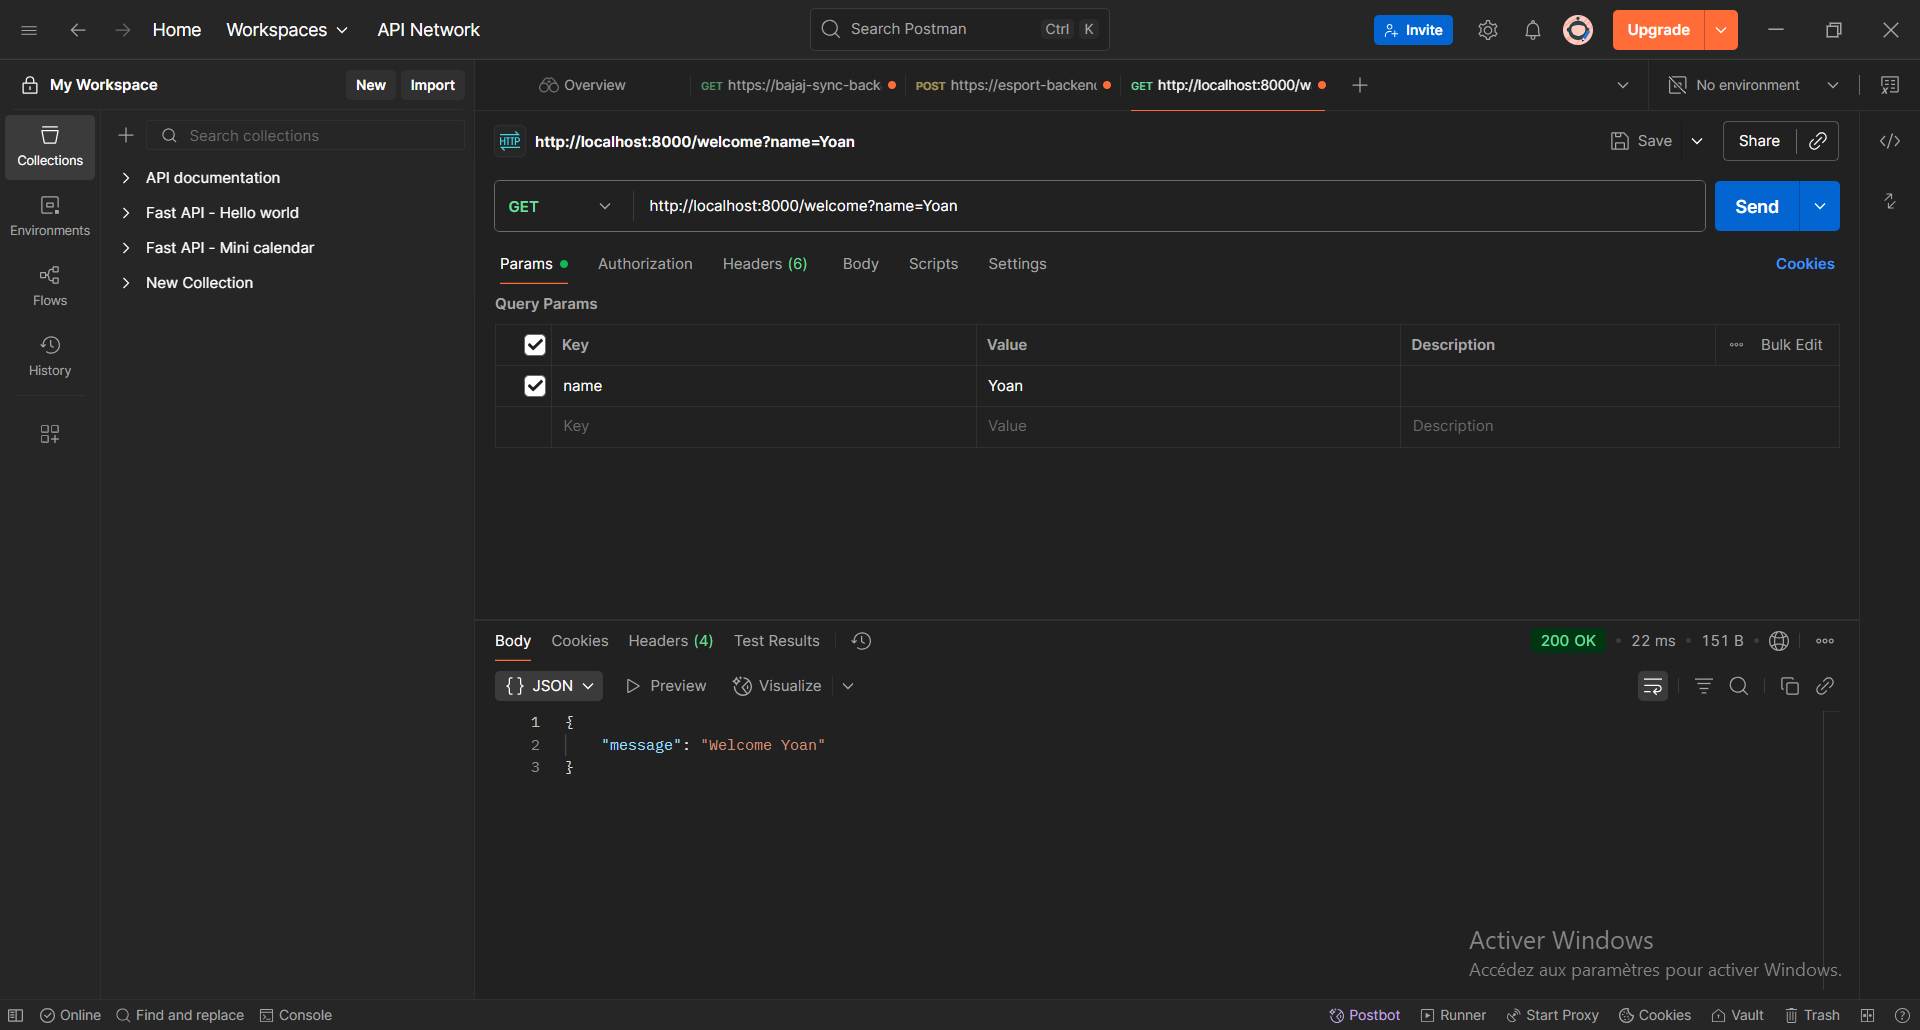 Home Workspaces API Network
Search Postman Ctrl K
Invite Upgrade
My Workspace New Import
Overview GET https://bajaj-sync-back POST https://esport-backen GET http://localhost:8000/w No environment
Collections
Environments
Flows
History
Search collections
API documentation
Fast API - Hello world
Fast API - Mini calendar
New Collection
HTTP http://localhost:8000/welcome?name=Yoan Save Share
GET http://localhost:8000/welcome?name=Yoan Send
Params Authorization Headers (6) Body Scripts Settings Cookies
Query Params
Key Value Description Bulk Edit
name Yoan
Key Value Description
Body Cookies Headers (4) Test Results 200 OK 22 ms 151 B
{} JSON Preview Visualize
1 {
2 "message": "Welcome Yoan"
3 }
Activer Windows
Accédez aux paramètres pour activer Windows.
Online Find and replace Console Postbot Runner Start Proxy Cookies Vault Trash